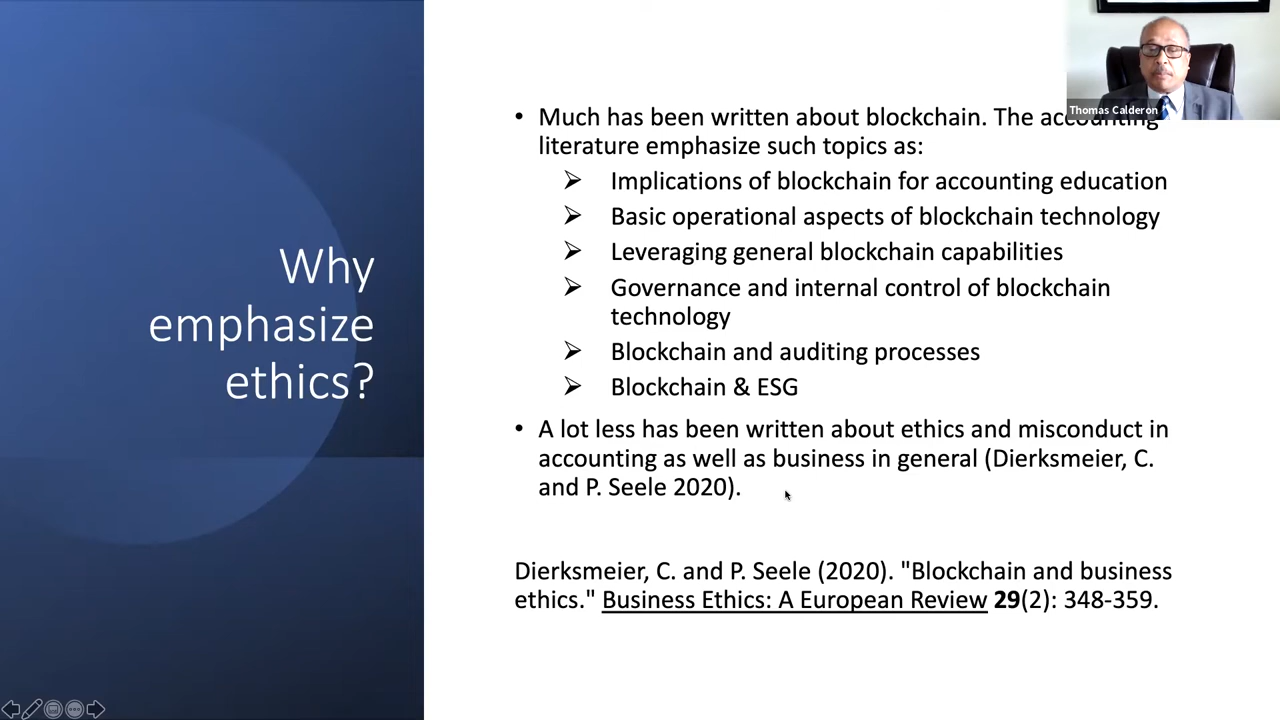 Why
emphasize
ethics?
Thomas Calderon
• Much has been written about blockchain. The accounting
literature emphasize such topics as:
➢ Implications of blockchain for accounting education
➢ Basic operational aspects of blockchain technology
➢ Leveraging general blockchain capabilities
➢ Governance and internal control of blockchain
technology
➢ Blockchain and auditing processes
➢ Blockchain & ESG
• A lot less has been written about ethics and misconduct in
accounting as well as business in general (Dierksmeier, C.
and P. Seele 2020).
Dierksmeier, C. and P. Seele (2020). "Blockchain and business
ethics." Business Ethics: A European Review 29(2): 348-359.